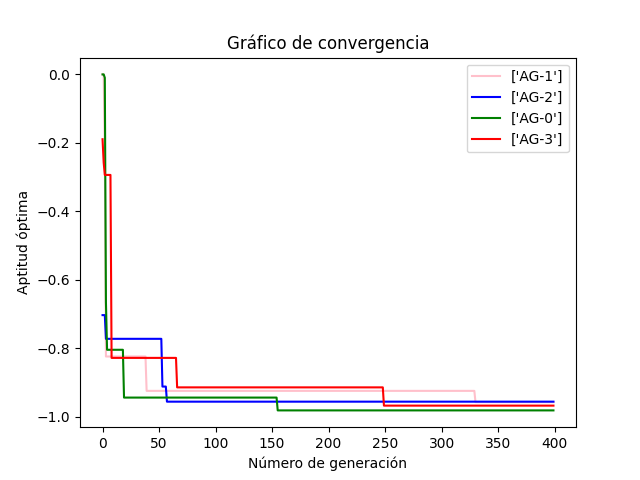 Gráfico de convergencia
['AG-1']
['AG-2']
['AG-0']
['AG-3']
Aptitud óptima
0.0
−0.2
−0.4
−0.6
−0.8
−1.0
0 50 100 150 200 250 300 350 400
Número de generación